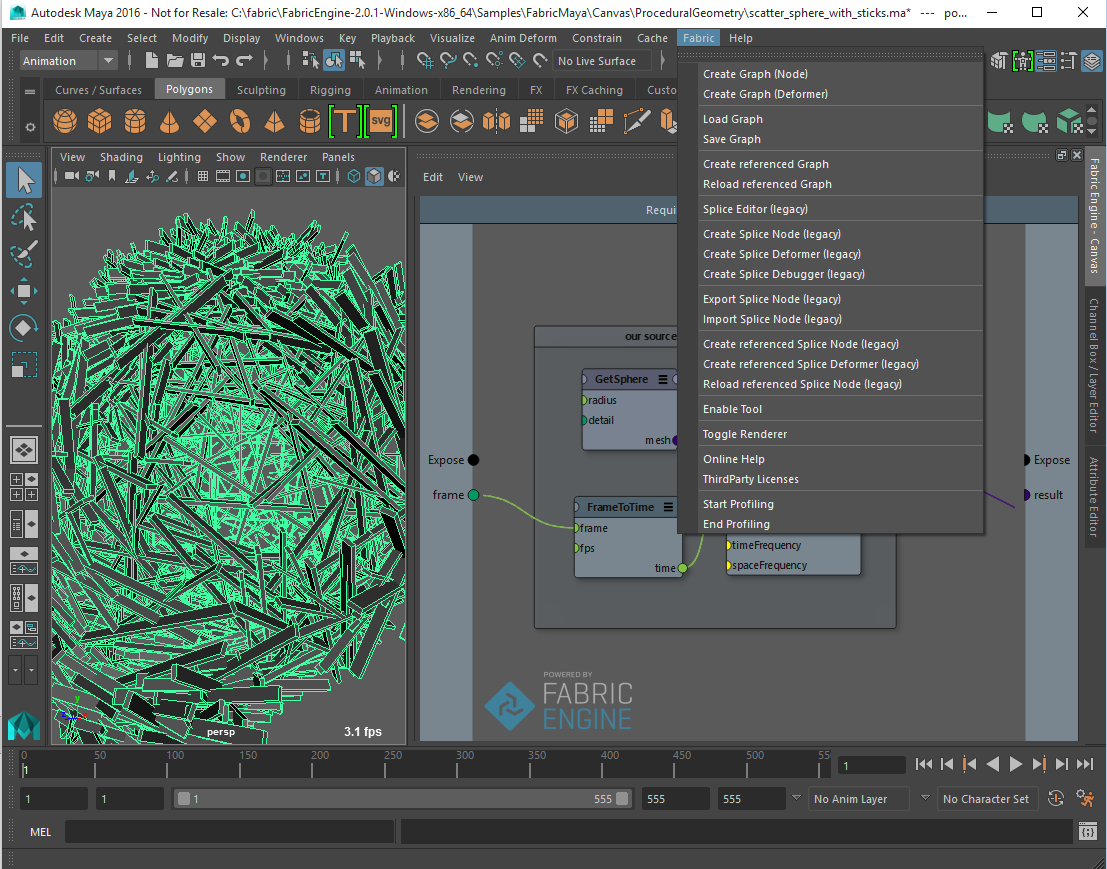 Autodesk Maya 2016 - Not for Resale: C:\fabric\FabricEngine-2.0.1-Windows-x86_64\Samples\FabricMaya\Canvas\ProceduralGeometry\scatter_sphere_with_sticks.ma* --- po...
File Edit Create Select Modify Display Windows Key Playback Visualize Anim Deform Constrain Cache Fabric Help
Animation No Live Surface
Curves / Surfaces Polygons Sculpting Rigging Animation Rendering FX FX Caching Custo
T svg
View Shading Lighting Show Renderer Panels
Edit View
Requi
Create Graph (Node)
Create Graph (Deformer)
Load Graph
Save Graph
Create referenced Graph
Reload referenced Graph
Splice Editor (legacy)
Create Splice Node (legacy)
Create Splice Deformer (legacy)
Create Splice Debugger (legacy)
Export Splice Node (legacy)
Import Splice Node (legacy)
Create referenced Splice Node (legacy)
Create referenced Splice Deformer (legacy)
Reload referenced Splice Node (legacy)
Enable Tool
Toggle Renderer
Online Help
ThirdParty Licenses
Start Profiling
End Profiling
our source
GetSphere
radius
detail
mesh
Expose
frame
FrameToTime
frame
fps
time
timeFrequency
spaceFrequency
Expose
result
Fabric Engine - Canvas
Channel Box / Layer Editor
Attribute Editor
POWERED BY
FABRIC
ENGINE
y
persp
3.1 fps
0 50 100 150 200 250 300 350 400 450 500 55
1
1
1 1 1 555 555 555 No Anim Layer No Character Set
MEL